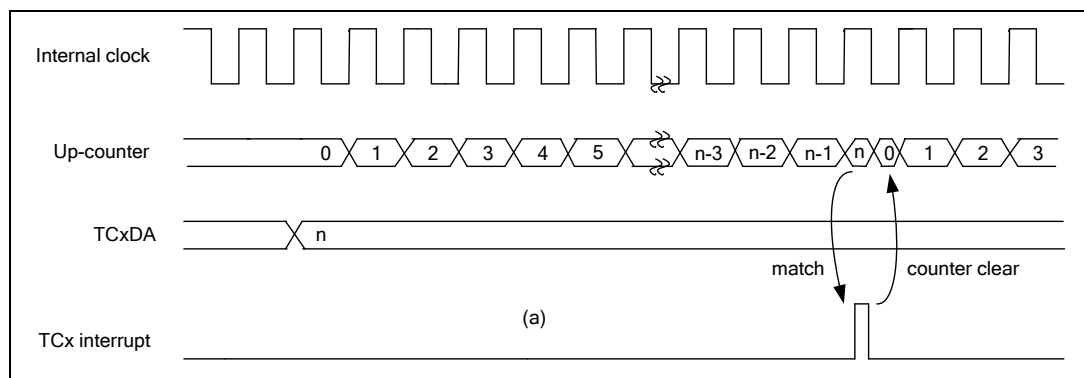 Internal clock
Up-counter
0 1 2 3 4 5 n-3 n-2 n-1 n 0 1 2 3
TCxDA
n
match
counter clear
(a)
TCx interrupt